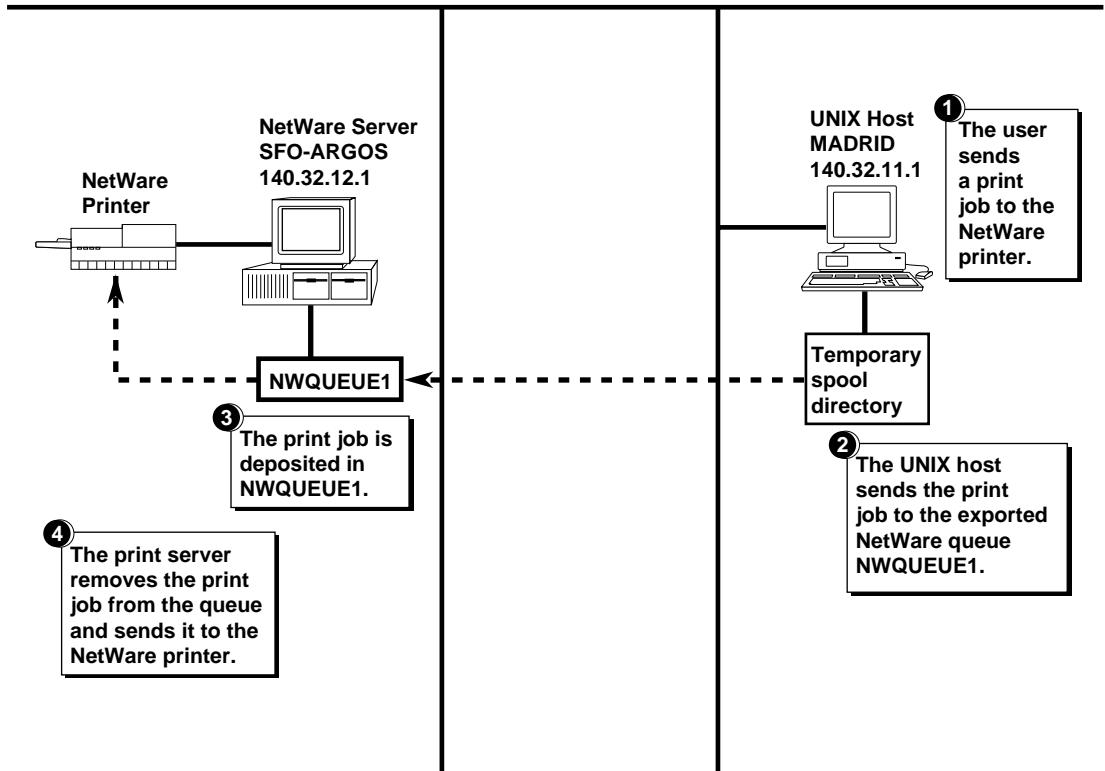 NetWare Server
SFO-ARGOS
140.32.12.1
NetWare
Printer
UNIX Host
MADRID
140.32.11.1
1
The user
sends
a print
job to the
NetWare
printer.
Temporary
spool
directory
NWQUEUE1
3
The print job is
deposited in
NWQUEUE1.
2
The UNIX host
sends the print
job to the exported
NetWare queue
NWQUEUE1.
4
The print server
removes the print
job from the queue
and sends it to the
NetWare printer.